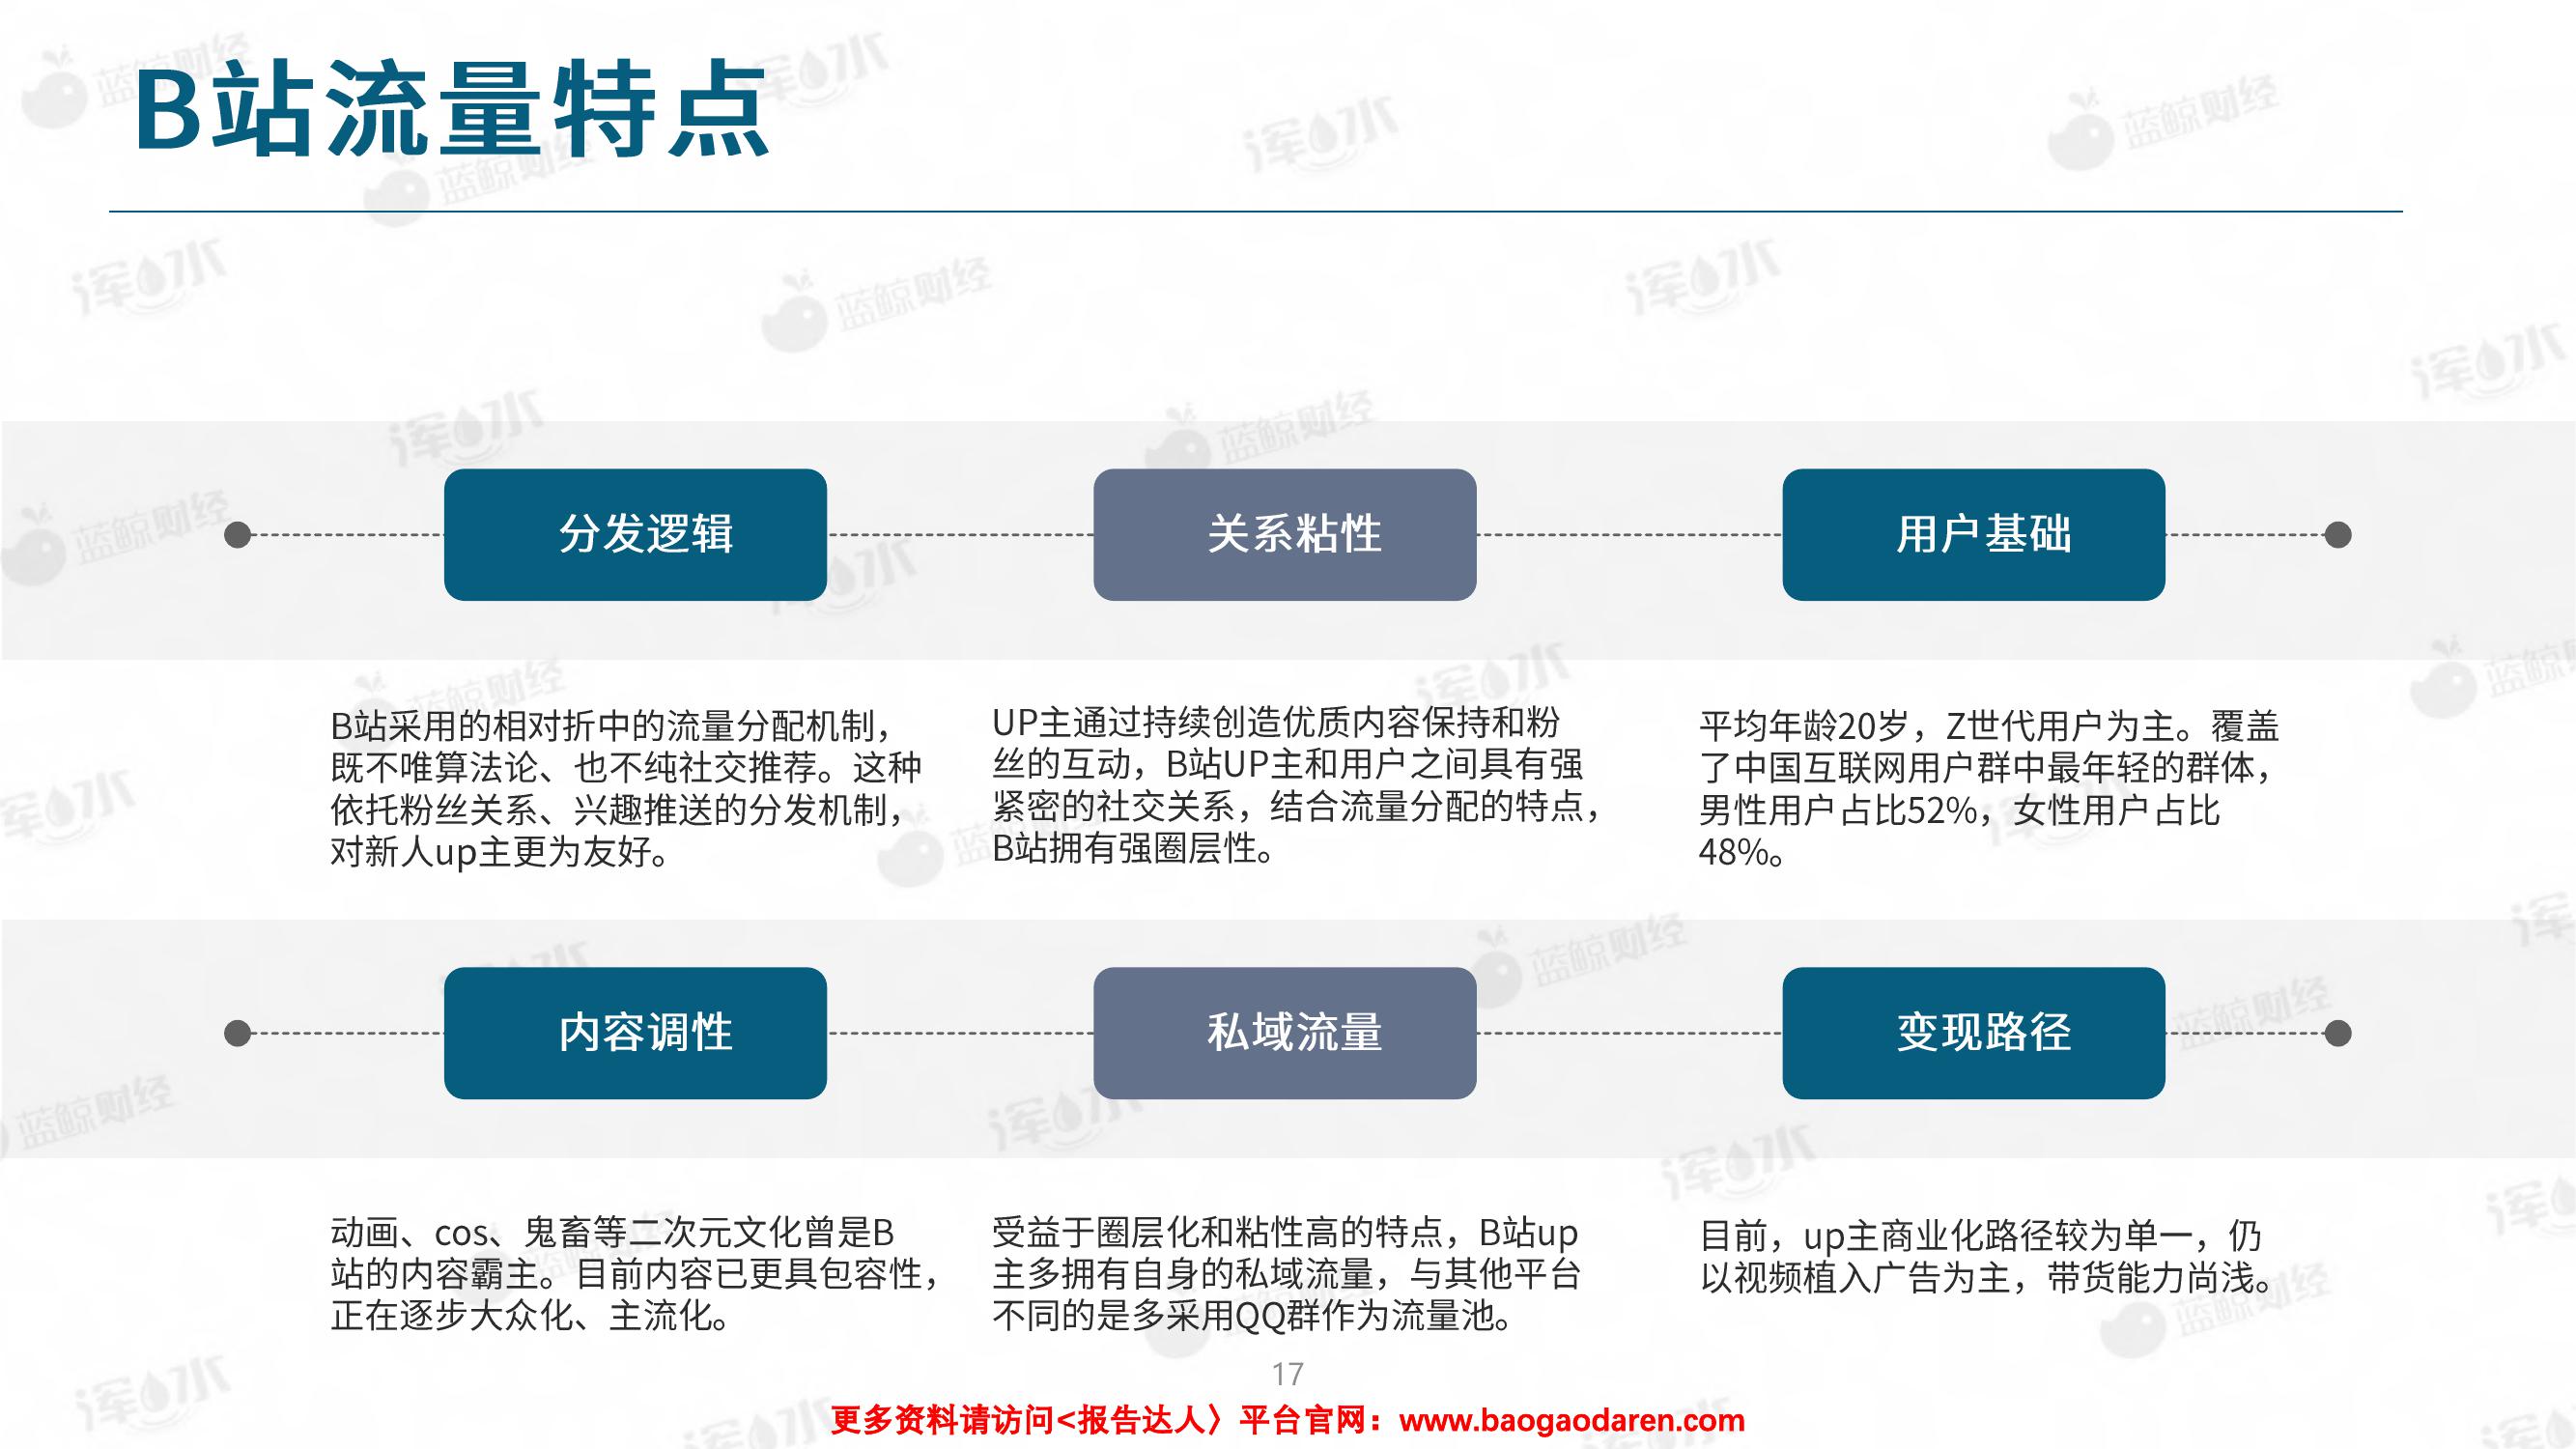 B站流量特点
分发逻辑
关系粘性
用户基础
B站采用的相对折中的流量分配机制，
既不唯算法论、也不纯社交推荐。这种
依托粉丝关系、兴趣推送的分发机制，
对新人up主更为友好。
UP主通过持续创造优质内容保持和粉
丝的互动，B站UP主和用户之间具有强
紧密的社交关系，结合流量分配的特点，
B站拥有强圈层性。
平均年龄20岁，Z世代用户为主。覆盖
了中国互联网用户群中最年轻的群体，
男性用户占比52%，女性用户占比
48%。
内容调性
私域流量
变现路径
动画、cos、鬼畜等二次元文化曾是B
站的内容霸主。目前内容已更具包容性，
正在逐步大众化、主流化。
受益于圈层化和粘性高的特点，B站up
主多拥有自身的私域流量，与其他平台
不同的是多采用QQ群作为流量池。
目前，up主商业化路径较为单一，仍
以视频植入广告为主，带货能力尚浅。
17
更多资料请访问<报告达人〉平台官网：www.baogaodaren.com
蓝鲸财经
浑水